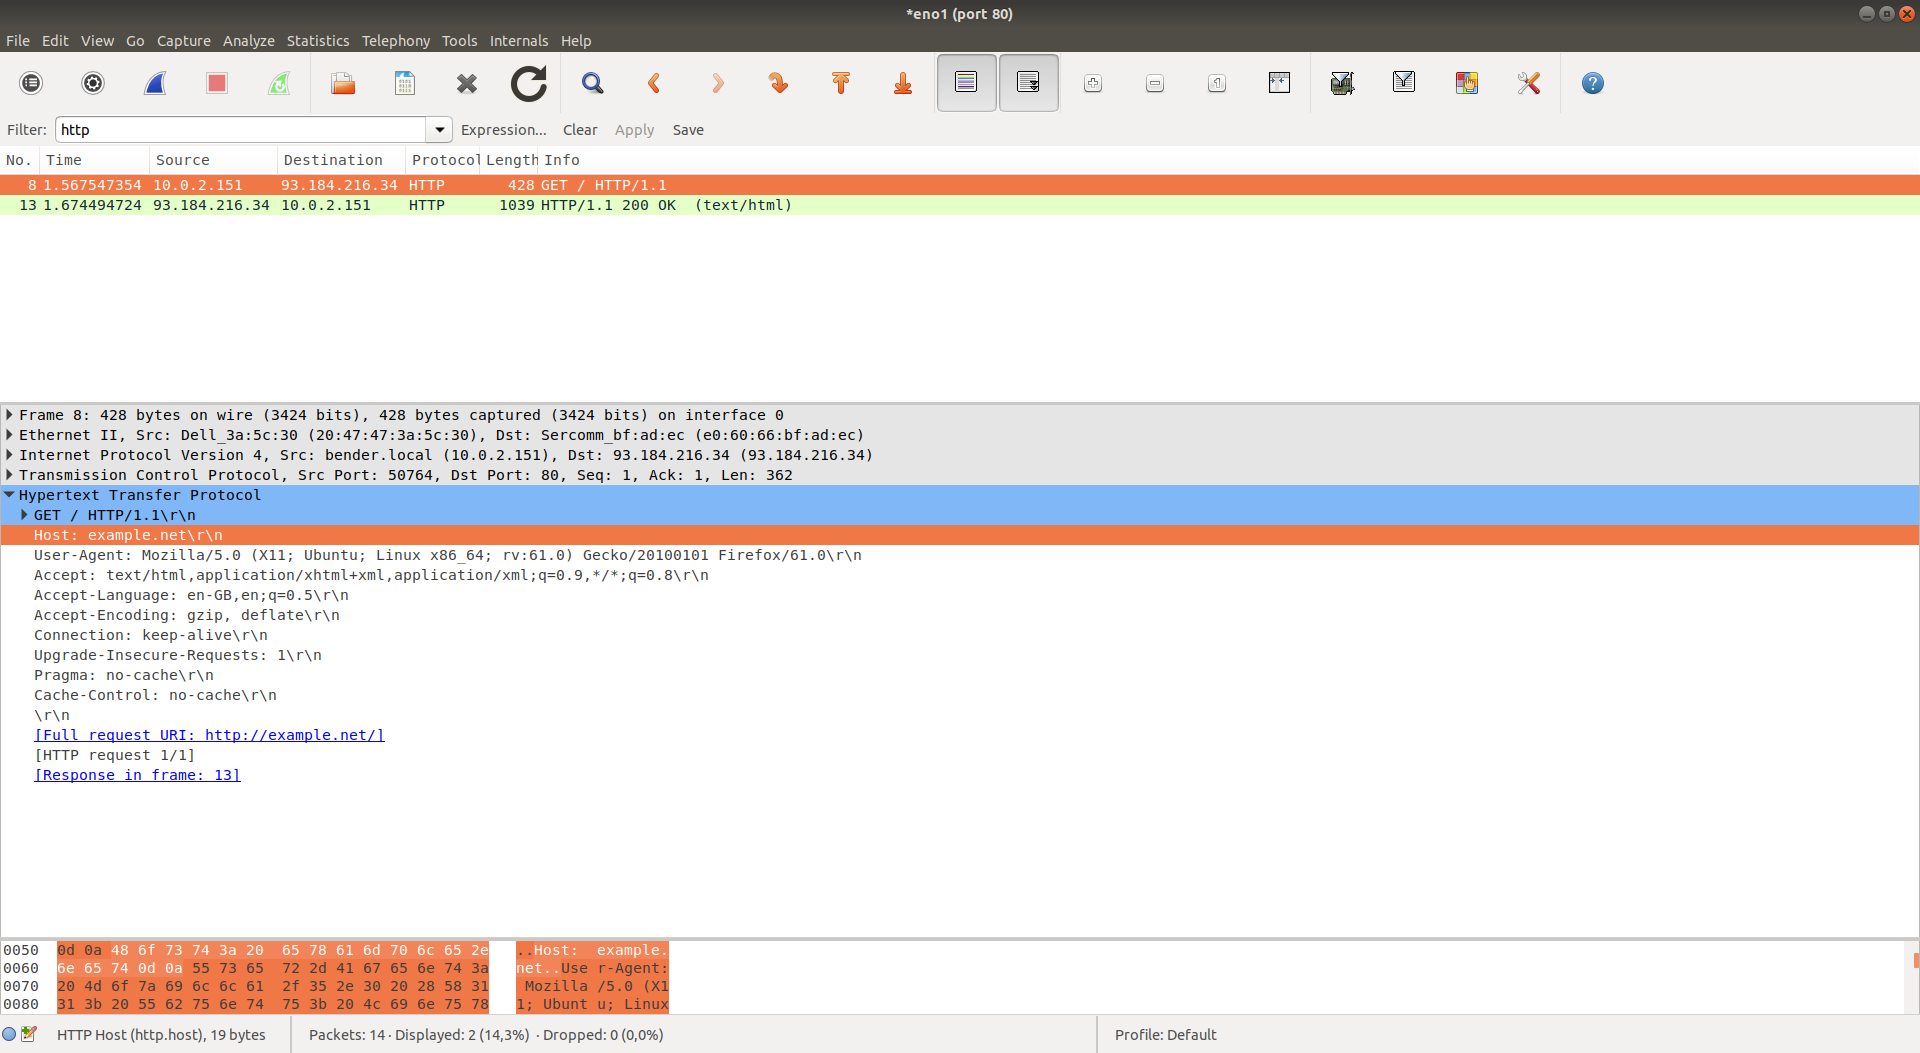 *eno1 (port 80)
File Edit View Go Capture Analyze Statistics Telephony Tools Internals Help
Filter: http Expression... Clear Apply Save
No. Time Source Destination Protocol Length Info
8 1.567547354 10.0.2.151 93.184.216.34 HTTP 428 GET / HTTP/1.1
13 1.674494724 93.184.216.34 10.0.2.151 HTTP 1039 HTTP/1.1 200 OK (text/html)
Frame 8: 428 bytes on wire (3424 bits), 428 bytes captured (3424 bits) on interface 0
Ethernet II, Src: Dell_3a:5c:30 (20:47:47:3a:5c:30), Dst: Sercomm_bf:ad:ec (e0:60:66:bf:ad:ec)
Internet Protocol Version 4, Src: bender.local (10.0.2.151), Dst: 93.184.216.34 (93.184.216.34)
Transmission Control Protocol, Src Port: 50764, Dst Port: 80, Seq: 1, Ack: 1, Len: 362
Hypertext Transfer Protocol
GET / HTTP/1.1\r\n
Host: example.net\r\n
User-Agent: Mozilla/5.0 (X11; Ubuntu; Linux x86_64; rv:61.0) Gecko/20100101 Firefox/61.0\r\n
Accept: text/html,application/xhtml+xml,application/xml;q=0.9,*/*;q=0.8\r\n
Accept-Language: en-GB,en;q=0.5\r\n
Accept-Encoding: gzip, deflate\r\n
Connection: keep-alive\r\n
Upgrade-Insecure-Requests: 1\r\n
Pragma: no-cache\r\n
Cache-Control: no-cache\r\n
\r\n
[Full request URI: http://example.net/]
[HTTP request 1/1]
[Response in frame: 13]
0050 0d 0a 48 6f 73 74 3a 20 65 78 61 6d 70 6c 65 2e ..Host: example.
0060 6e 65 74 0d 0a 55 73 65 72 2d 41 67 65 6e 74 3a net..Use r-Agent:
0070 20 4d 6f 7a 69 6c 6c 61 2f 35 2e 30 20 28 58 31 Mozilla /5.0 (X1
0080 31 3b 20 55 62 75 6e 74 75 3b 20 4c 69 6e 75 78 1; Ubunt u; Linux
HTTP Host (http.host), 19 bytes Packets: 14 · Displayed: 2 (14,3%) · Dropped: 0 (0,0%) Profile: Default